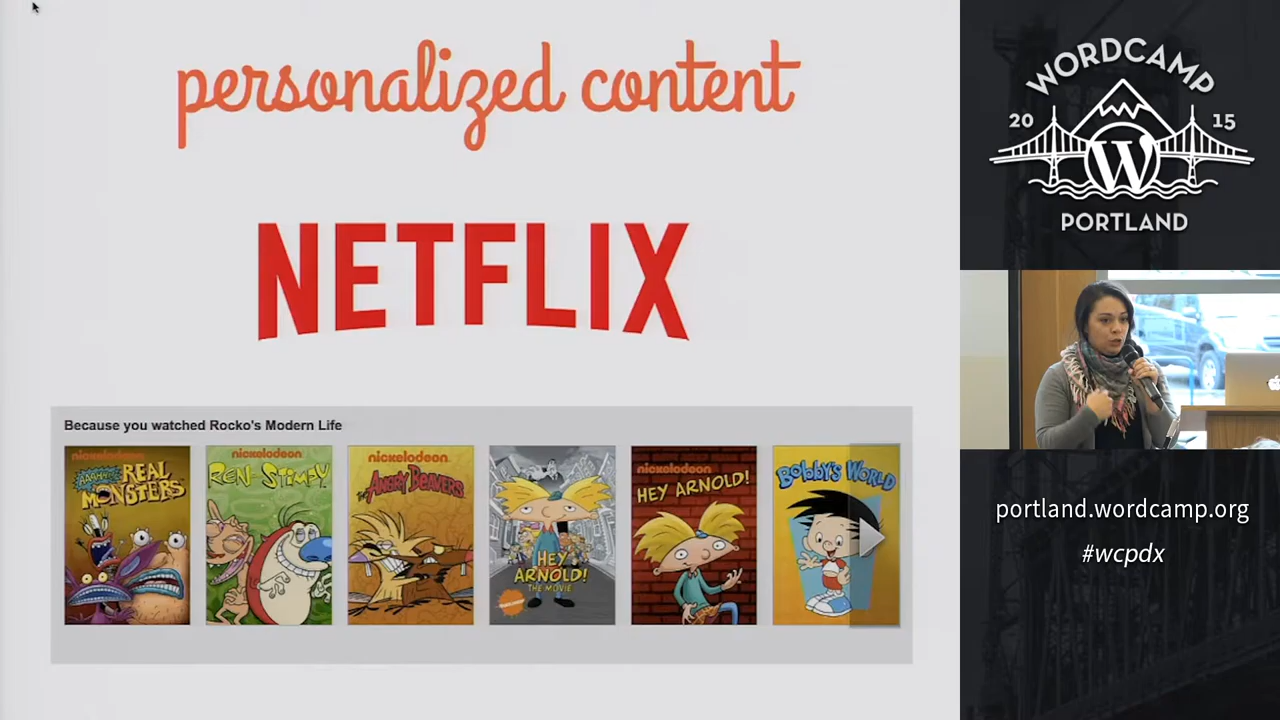 personalized content
NETFLIX
Because you watched Rocko's Modern Life
nickelodeon
AAAHH!!! REAL
MONSTERS
nickelodeon
REN & STIMPY
nickelodeon
THE ANGRY BEAVERS
HEY
ARNOLD!
THE MOVIE
nickelodeon
HEY ARNOLD!
BOBBY'S WORLD
WORDCAMP
20 15
W
PORTLAND
portland.wordcamp.org
#wcpdx